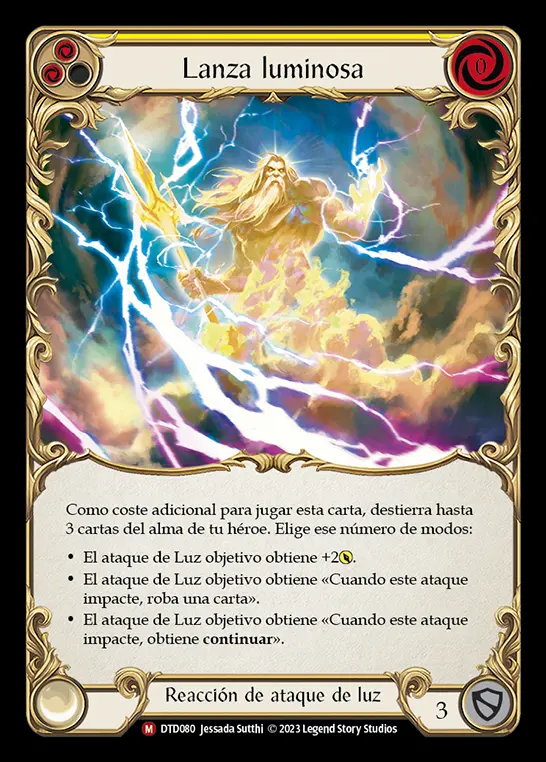 0
Lanza luminosa
Como coste adicional para jugar esta carta, destierra hasta
3 cartas del alma de tu héroe. Elige ese número de modos:
• El ataque de Luz objetivo obtiene +2.
• El ataque de Luz objetivo obtiene «Cuando este ataque
impacte, roba una carta».
• El ataque de Luz objetivo obtiene «Cuando este ataque
impacte, obtiene continuar».
Reacción de ataque de luz
3
M DTD080 Jessada Sutthi © 2023 Legend Story Studios